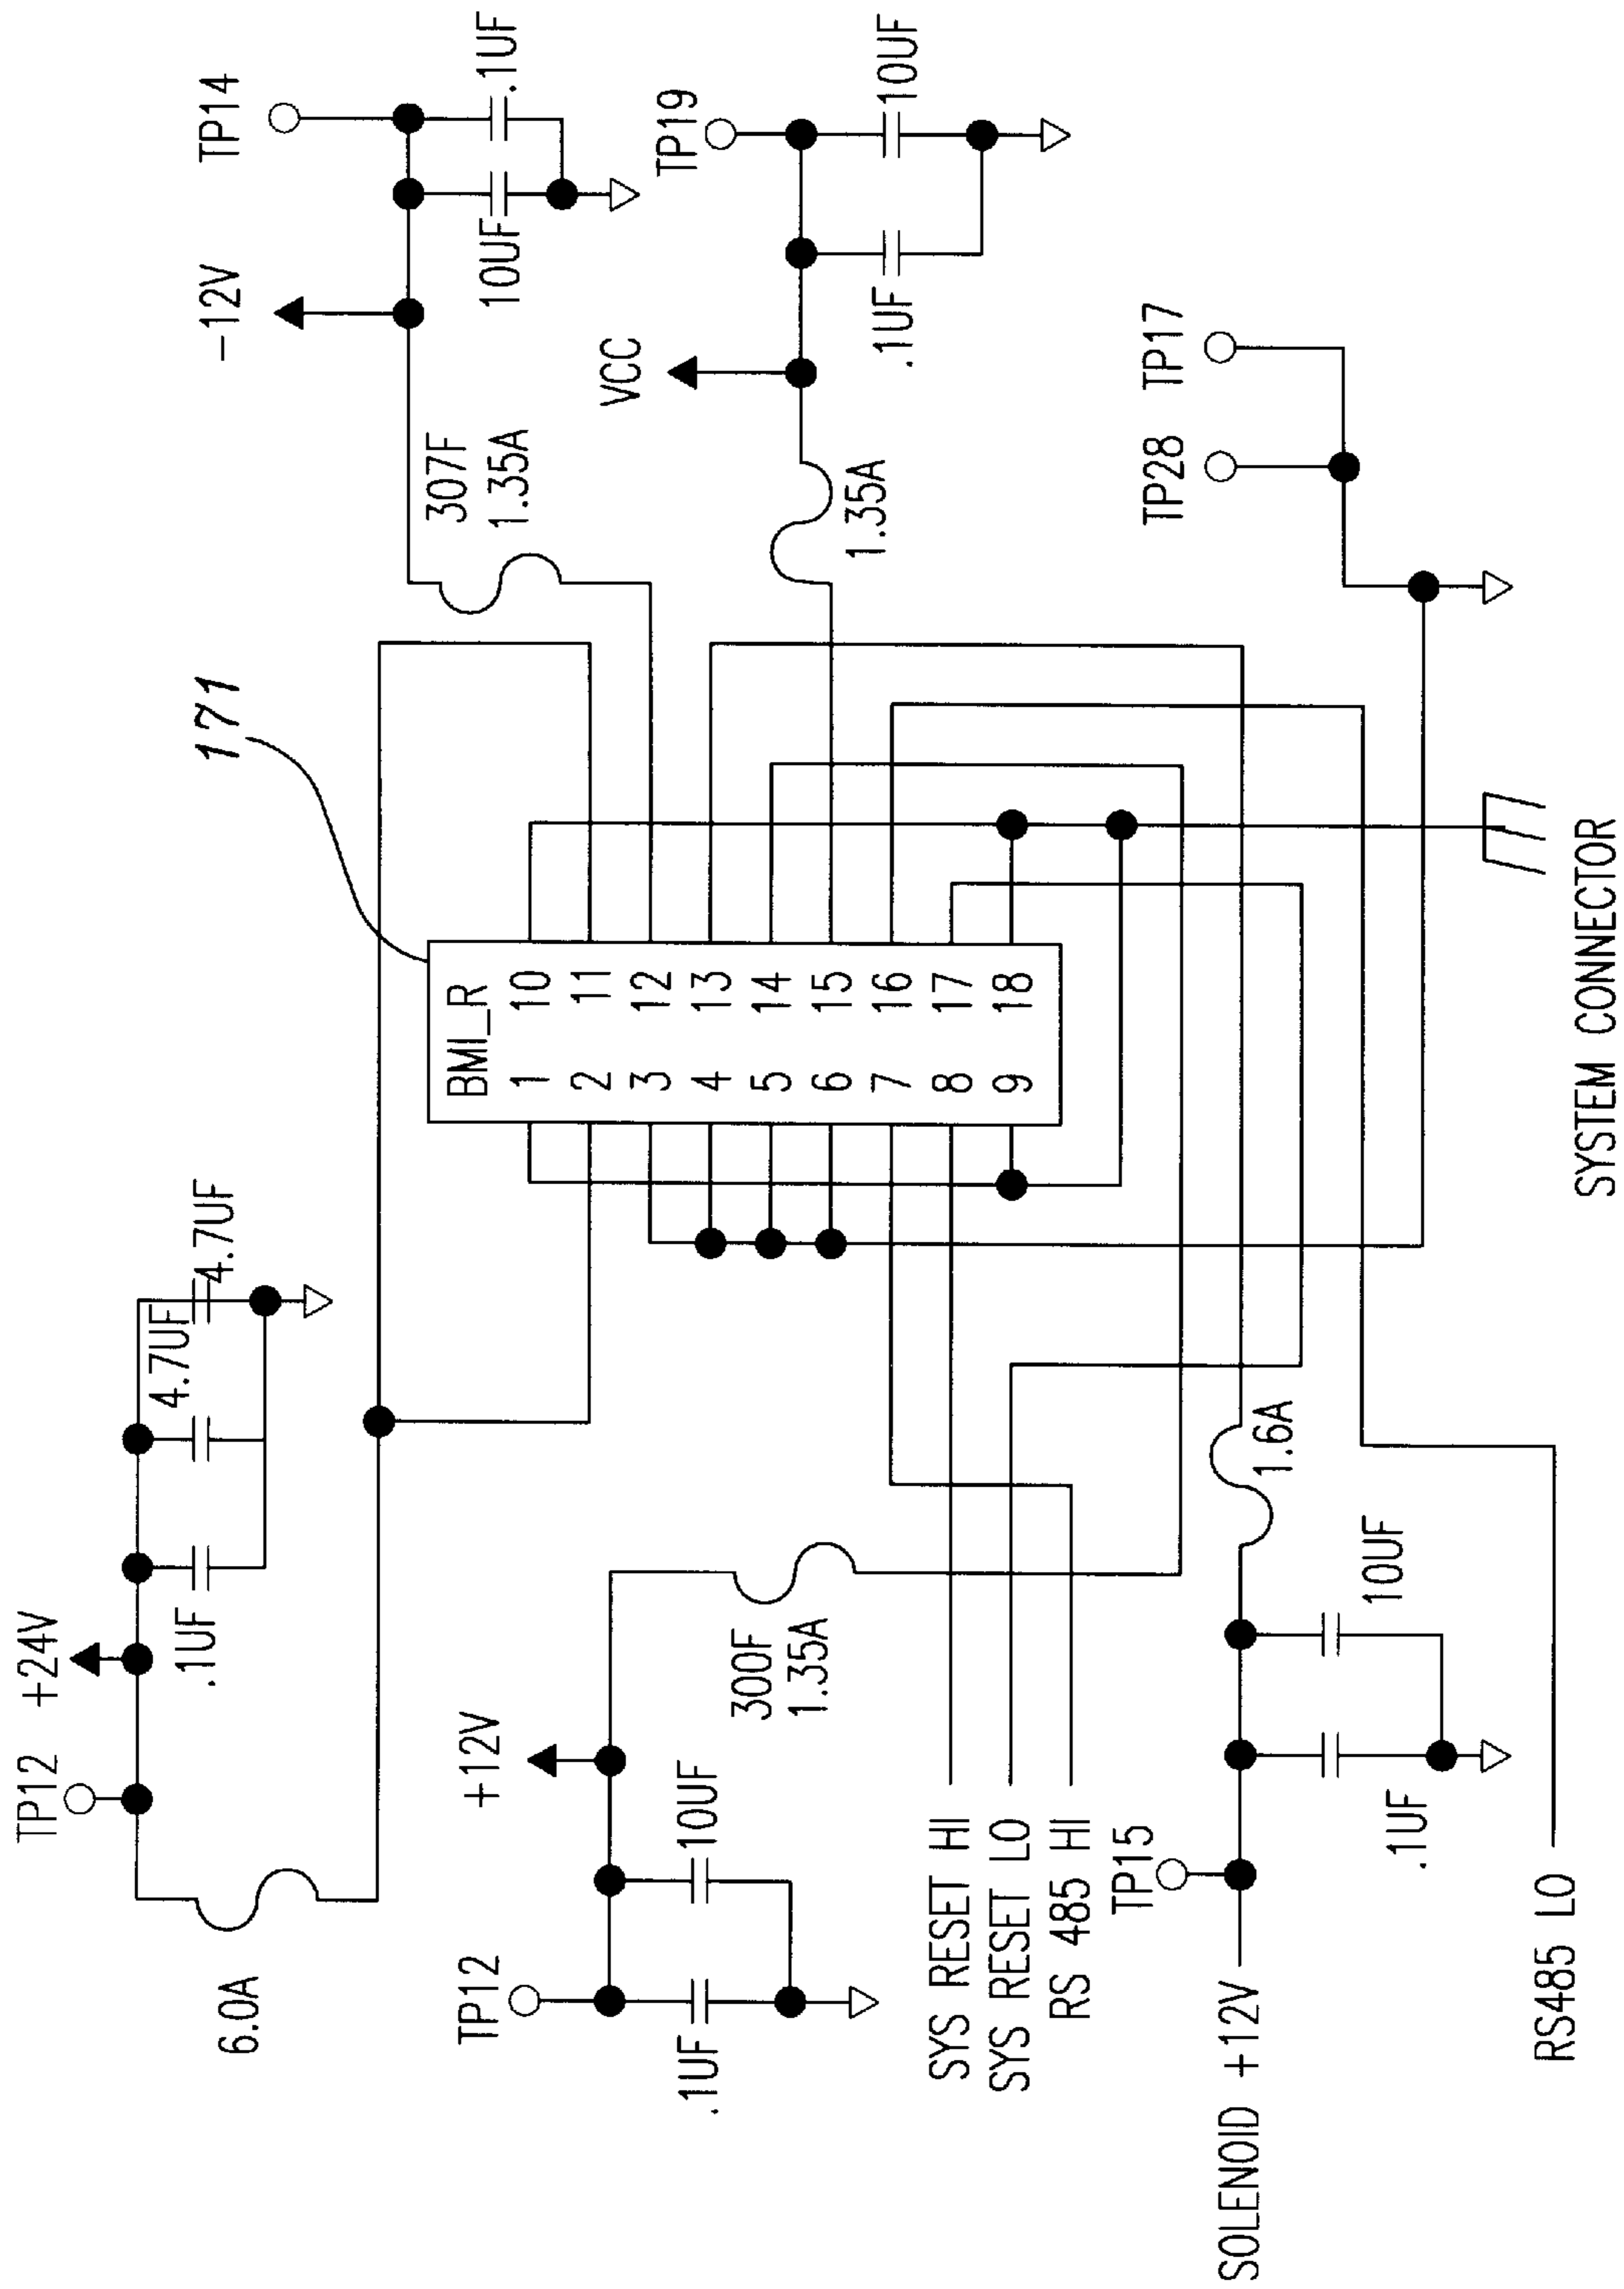 TP12 +24V
.1UF
4.7UF
4.7UF
6.0A
171
-12V
TP14
10UF
.1UF
307F
1.35A
TP12
+12V
.1UF
10UF
300F
1.35A
BMI_R
1 10
2 11
3 12
4 13
5 14
6 15
7 16
8 17
9 18
VCC
TP19
.1UF
10UF
1.35A
SYS RESET HI
SYS RESET LO
RS 485 HI
TP15
SOLENOID +12V
.1UF
10UF
1.6A
TP28 TP17
RS485 LO
SYSTEM CONNECTOR